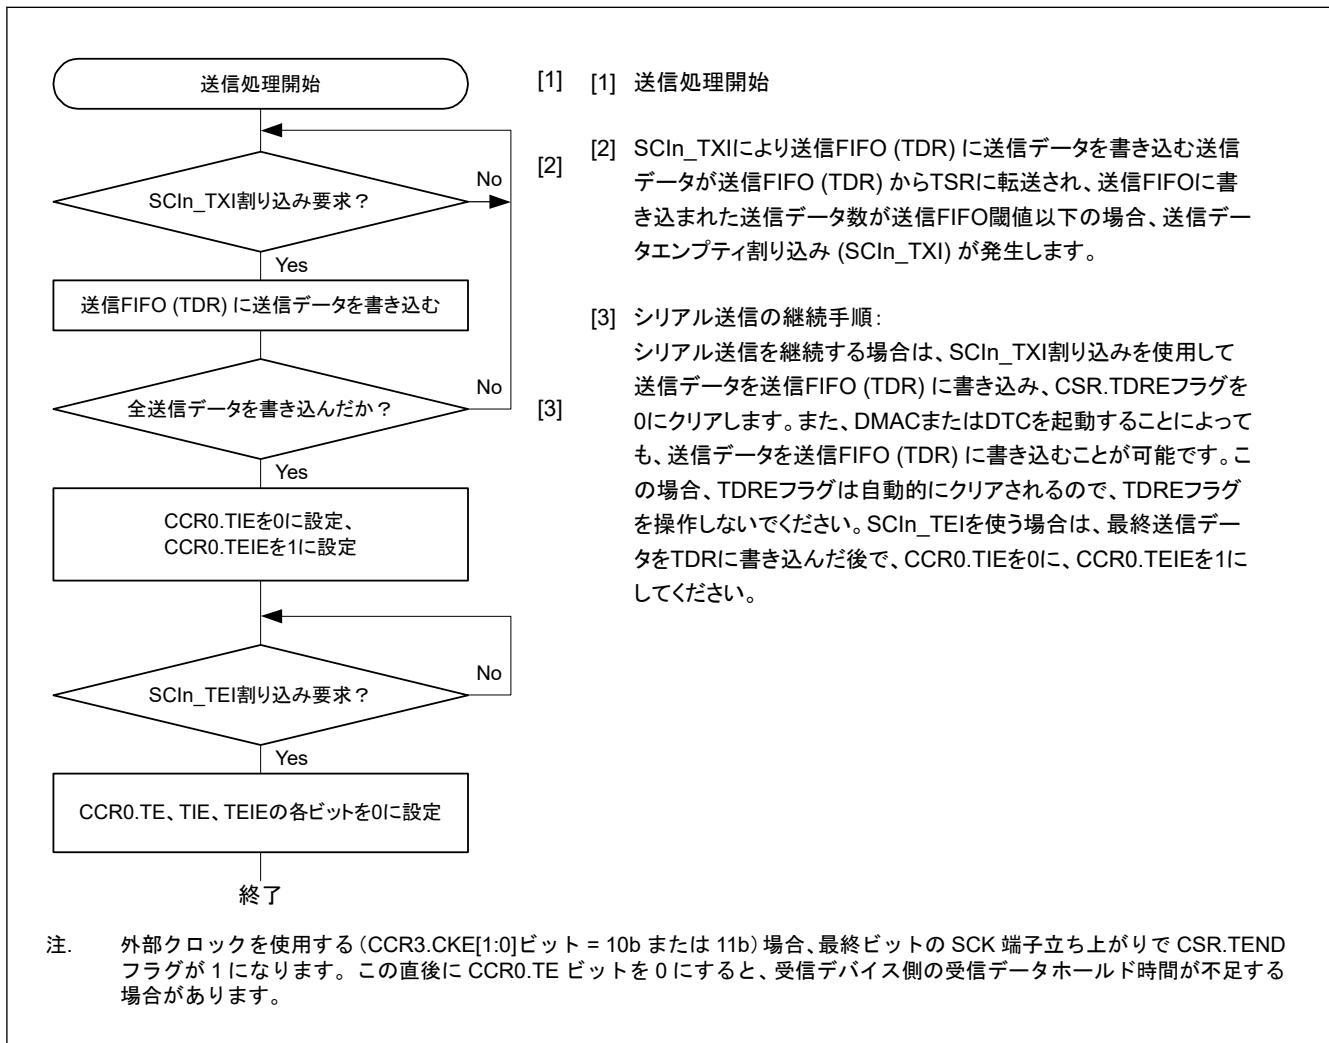 送信処理開始
[1]
SCIn_TXI割り込み要求？
No
[2]
Yes
送信FIFO (TDR) に送信データを書き込む
全送信データを書き込んだか？
No
[3]
Yes
CCR0.TIEを0に設定、
CCR0.TEIEを1に設定
SCIn_TEI割り込み要求？
No
Yes
CCR0.TE、TIE、TEIEの各ビットを0に設定
終了
[1] 送信処理開始
[2] SCIn_TXIにより送信FIFO (TDR) に送信データを書き込む送信
データが送信FIFO (TDR) からTSRに転送され、送信FIFOに書
き込まれた送信データ数が送信FIFO閾値以下の場合、送信デー
タエンプティ割り込み (SCIn_TXI) が発生します。
[3] シリアル送信の継続手順：
シリアル送信を継続する場合は、SCIn_TXI割り込みを使用して
送信データを送信FIFO (TDR) に書き込み、CSR.TDREフラグを
0にクリアします。また、DMACまたはDTCを起動することによって
も、送信データを送信FIFO (TDR) に書き込むことが可能です。こ
の場合、TDREフラグは自動的にクリアされるので、TDREフラグ
を操作しないでください。SCIn_TEIを使う場合は、最終送信デー
タをTDRに書き込んだ後で、CCR0.TIEを0に、CCR0.TEIEを1に
してください。
注. 外部クロックを使用する（CCR3.CKE[1:0]ビット = 10b または 11b）場合、最終ビットの SCK 端子立ち上がりで CSR.TEND
フラグが 1 になります。この直後に CCR0.TE ビットを 0 にすると、受信デバイス側の受信データホールド時間が不足する
場合があります。